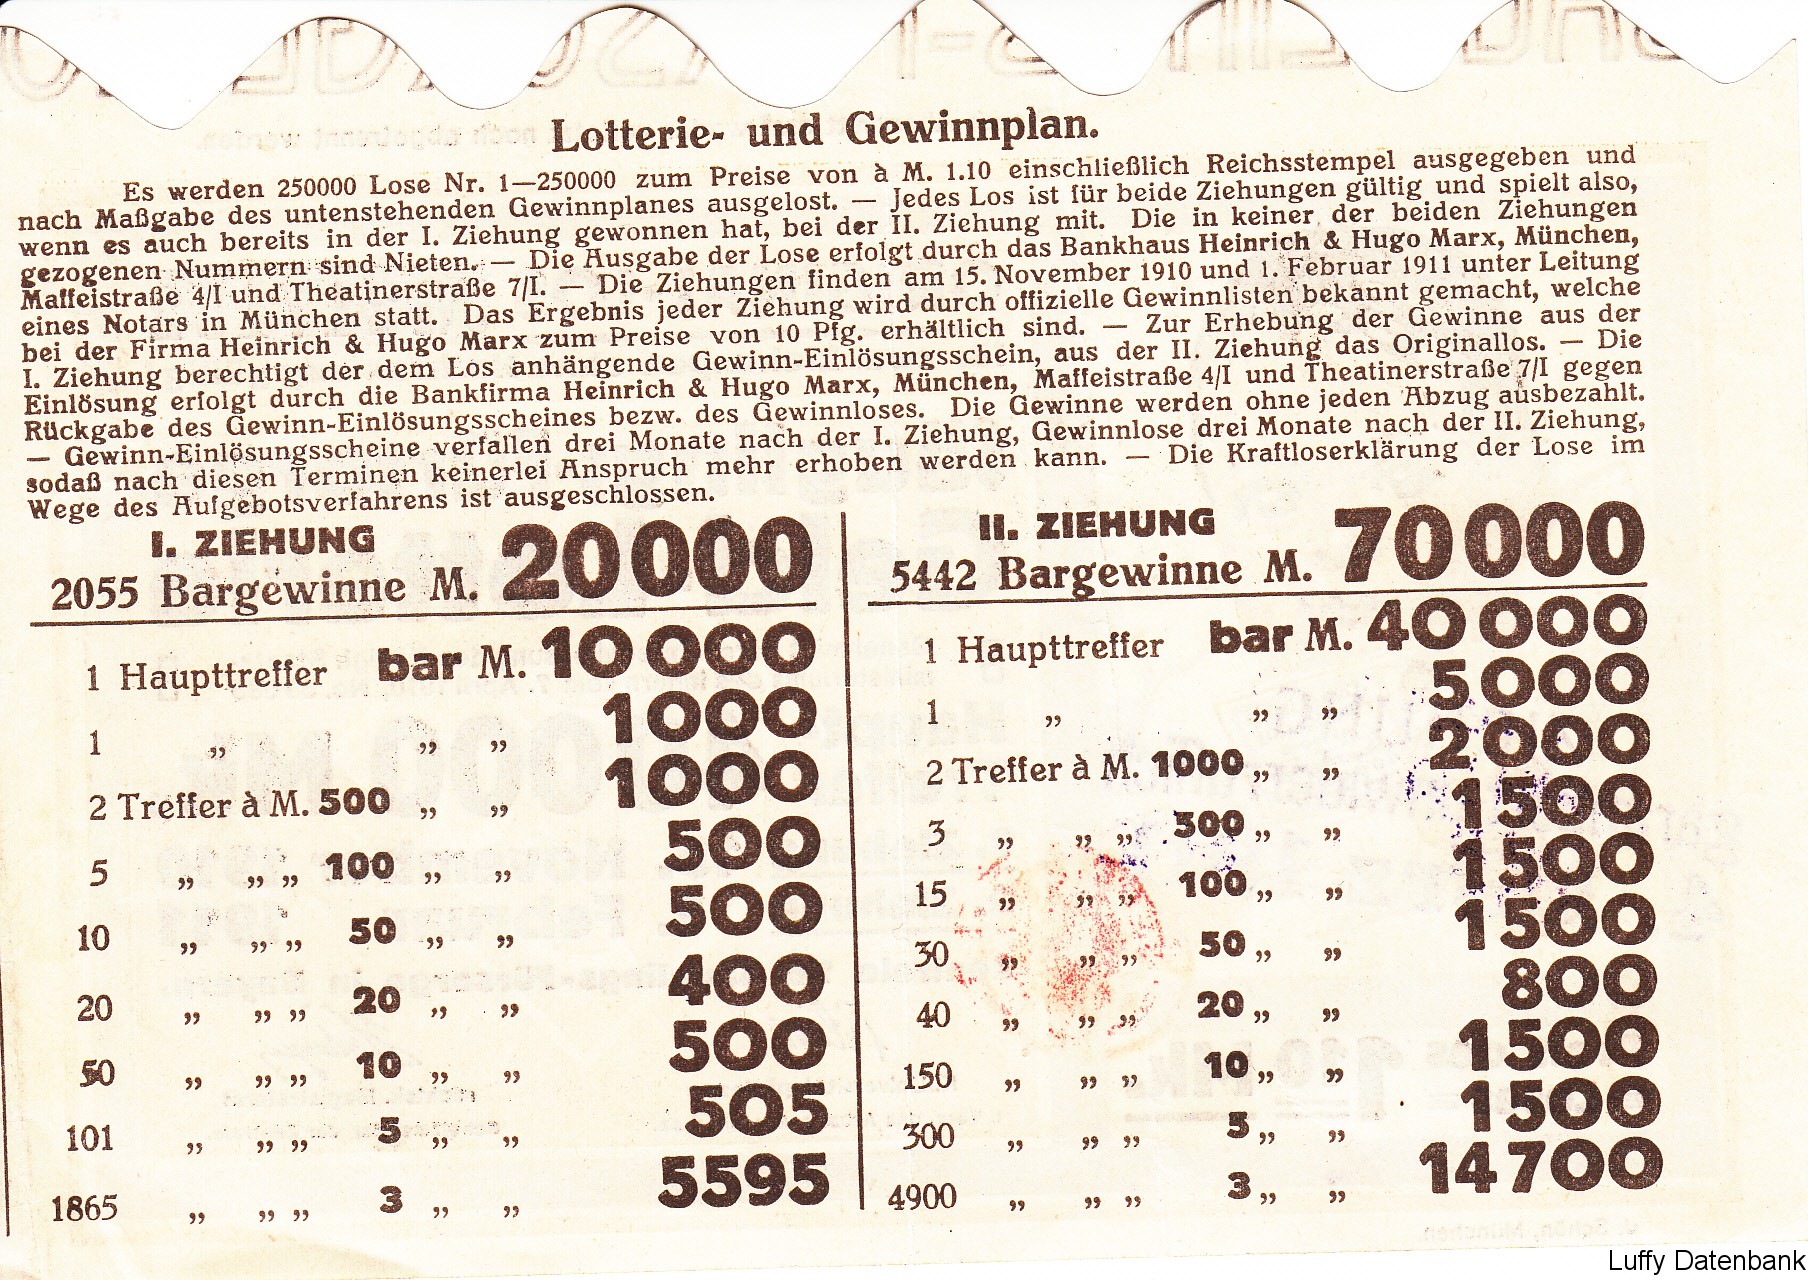 Lotterie- und Gewinnplan.
Es werden 250000 Lose Nr. 1—250000 zum Preise von à M. 1.10 einschließlich Reichsstempel ausgegeben und
nach Maßgabe des untenstehenden Gewinnplanes ausgelost. — Jedes Los ist für beide Ziehungen gültig und spielt also,
wenn es auch bereits in der I. Ziehung gewonnen hat, bei der II. Ziehung mit. Die in keiner der beiden Ziehungen
gezogenen Nummern sind Nieten. — Die Ausgabe der Lose erfolgt durch das Bankhaus Heinrich & Hugo Marx, München,
Maffeistraße 4/I und Theatinerstraße 7/I. — Die Ziehungen finden am 15. November 1910 und 1. Februar 1911 unter Leitung
eines Notars in München statt. Das Ergebnis jeder Ziehung wird durch offizielle Gewinnlisten bekannt gemacht, welche
bei der Firma Heinrich & Hugo Marx zum Preise von 10 Pfg. erhältlich sind. — Zur Erhebung der Gewinne aus der
I. Ziehung berechtigt der dem Los anhängende Gewinn-Einlösungsschein, aus der II. Ziehung das Originallos. — Die
Einlösung erfolgt durch die Bankfirma Heinrich & Hugo Marx, München, Maffeistraße 4/I und Theatinerstraße 7/I gegen
Rückgabe des Gewinn-Einlösungsscheines bezw. des Gewinnloses. Die Gewinne werden ohne jeden Abzug ausbezahlt.
— Gewinn-Einlösungsscheine verfallen drei Monate nach der I. Ziehung, Gewinnlose drei Monate nach der II. Ziehung,
sodaß nach diesen Terminen keinerlei Anspruch mehr erhoben werden kann. — Die Kraftloserklärung der Lose im
Wege des Aufgebotsverfahrens ist ausgeschlossen.
I. ZIEHUNG
2055 Bargewinne M. 20000
1 Haupttreffer bar M. 10000
1 „ „ „ 1000
2 Treffer à M. 500 „ „ 1000
5 „ „ „ 100 „ „ 500
10 „ „ „ 50 „ „ 500
20 „ „ „ 20 „ „ 400
50 „ „ „ 10 „ „ 500
101 „ „ „ 5 „ „ 505
1865 „ „ „ 3 „ „ 5595
II. ZIEHUNG
5442 Bargewinne M. 70000
1 Haupttreffer bar M. 40000
1 „ „ „ 5000
2 Treffer à M. 1000 „ „ 2000
3 „ „ „ 500 „ „ 1500
15 „ „ „ 100 „ „ 1500
30 „ „ „ 50 „ „ 1500
40 „ „ „ 20 „ „ 800
150 „ „ „ 10 „ „ 1500
300 „ „ „ 5 „ „ 1500
4900 „ „ „ 3 „ „ 14700
Luffy Datenbank